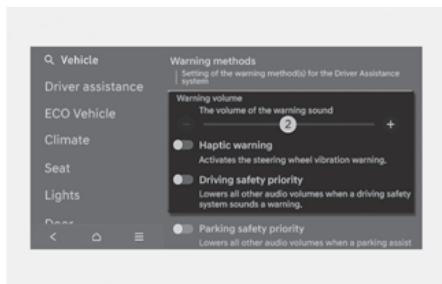 Vehicle
Driver assistance
ECO Vehicle
Climate
Seat
Lights
Door
Warning methods
Setting of the warning method(s) for the Driver Assistance
system
Warning volume
The volume of the warning sound
2
Haptic warning
Activates the steering wheel vibration warning.
Driving safety priority
Lowers all other audio volumes when a driving safety
system sounds a warning.
Parking safety priority
Lowers all other audio volumes when a parking assist